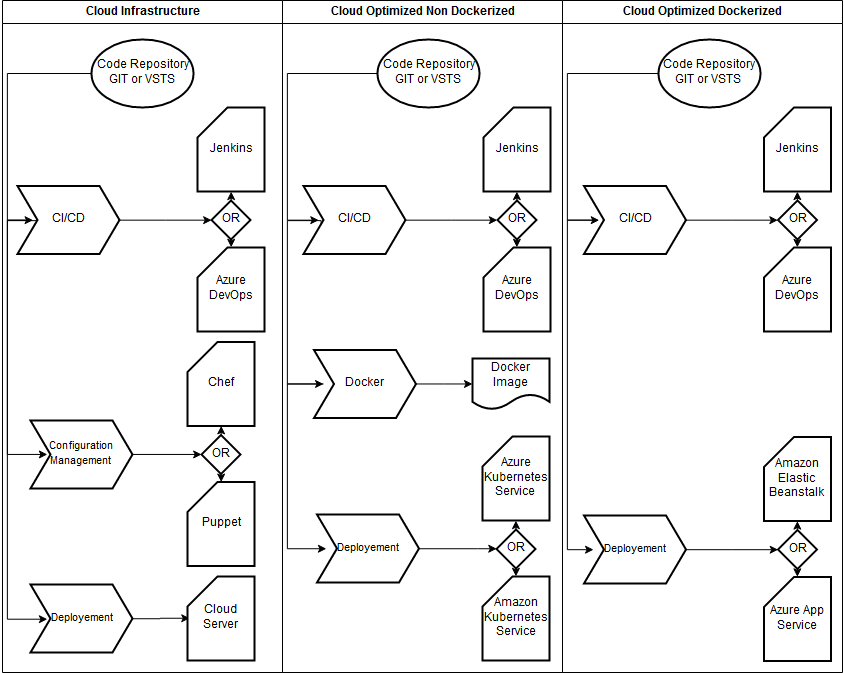 Cloud Infrastructure
Code Repository
GIT or VSTS
Jenkins
CI/CD
OR
Azure
DevOps
Chef
Configuration
Management
OR
Puppet
Deployement
Cloud
Server
Cloud Optimized Non Dockerized
Code Repository
GIT or VSTS
Jenkins
CI/CD
OR
Azure
DevOps
Docker
Docker
Image
Azure
Kubernetes
Service
Deployement
OR
Amazon
Kubernetes
Service
Cloud Optimized Dockerized
Code Repository
GIT or VSTS
Jenkins
CI/CD
OR
Azure
DevOps
Amazon
Elastic
Beanstalk
Deployement
OR
Azure App
Service